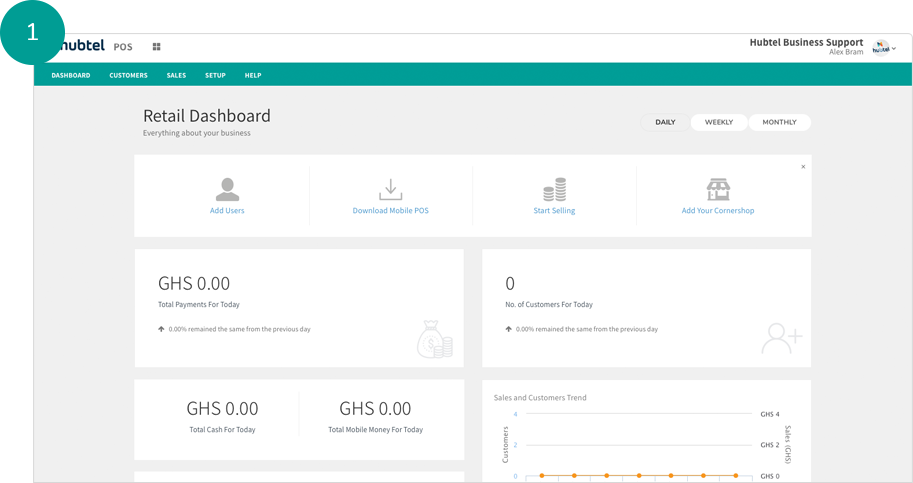 1
hubtel POS
Hubtel Business Support
Alex Bram
hubtel
DASHBOARD CUSTOMERS SALES SETUP HELP
Retail Dashboard
Everything about your business
DAILY WEEKLY MONTHLY
×
Add Users Download Mobile POS Start Selling Add Your Cornershop
GHS 0.00
Total Payments For Today
0.00% remained the same from the previous day
$
0
No. of Customers For Today
0.00% remained the same from the previous day
GHS 0.00 GHS 0.00
Total Cash For Today Total Mobile Money For Today
Sales and Customers Trend
4 GHS 4
2 GHS 2
0 GHS 0
Customers
Sales (GHS)